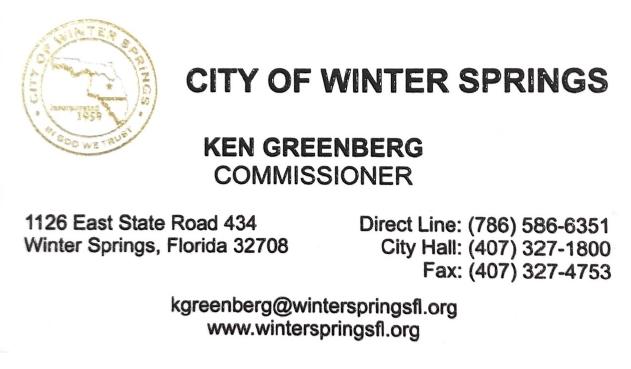 CITY OF WINTER SPRINGS
INCORPORATED
1959
IN GOD WE TRUST
CITY OF WINTER SPRINGS
KEN GREENBERG
COMMISSIONER
1126 East State Road 434
Winter Springs, Florida 32708
Direct Line: (786) 586-6351
City Hall: (407) 327-1800
Fax: (407) 327-4753
kgreenberg@winterspringsfl.org
www.winterspringsfl.org